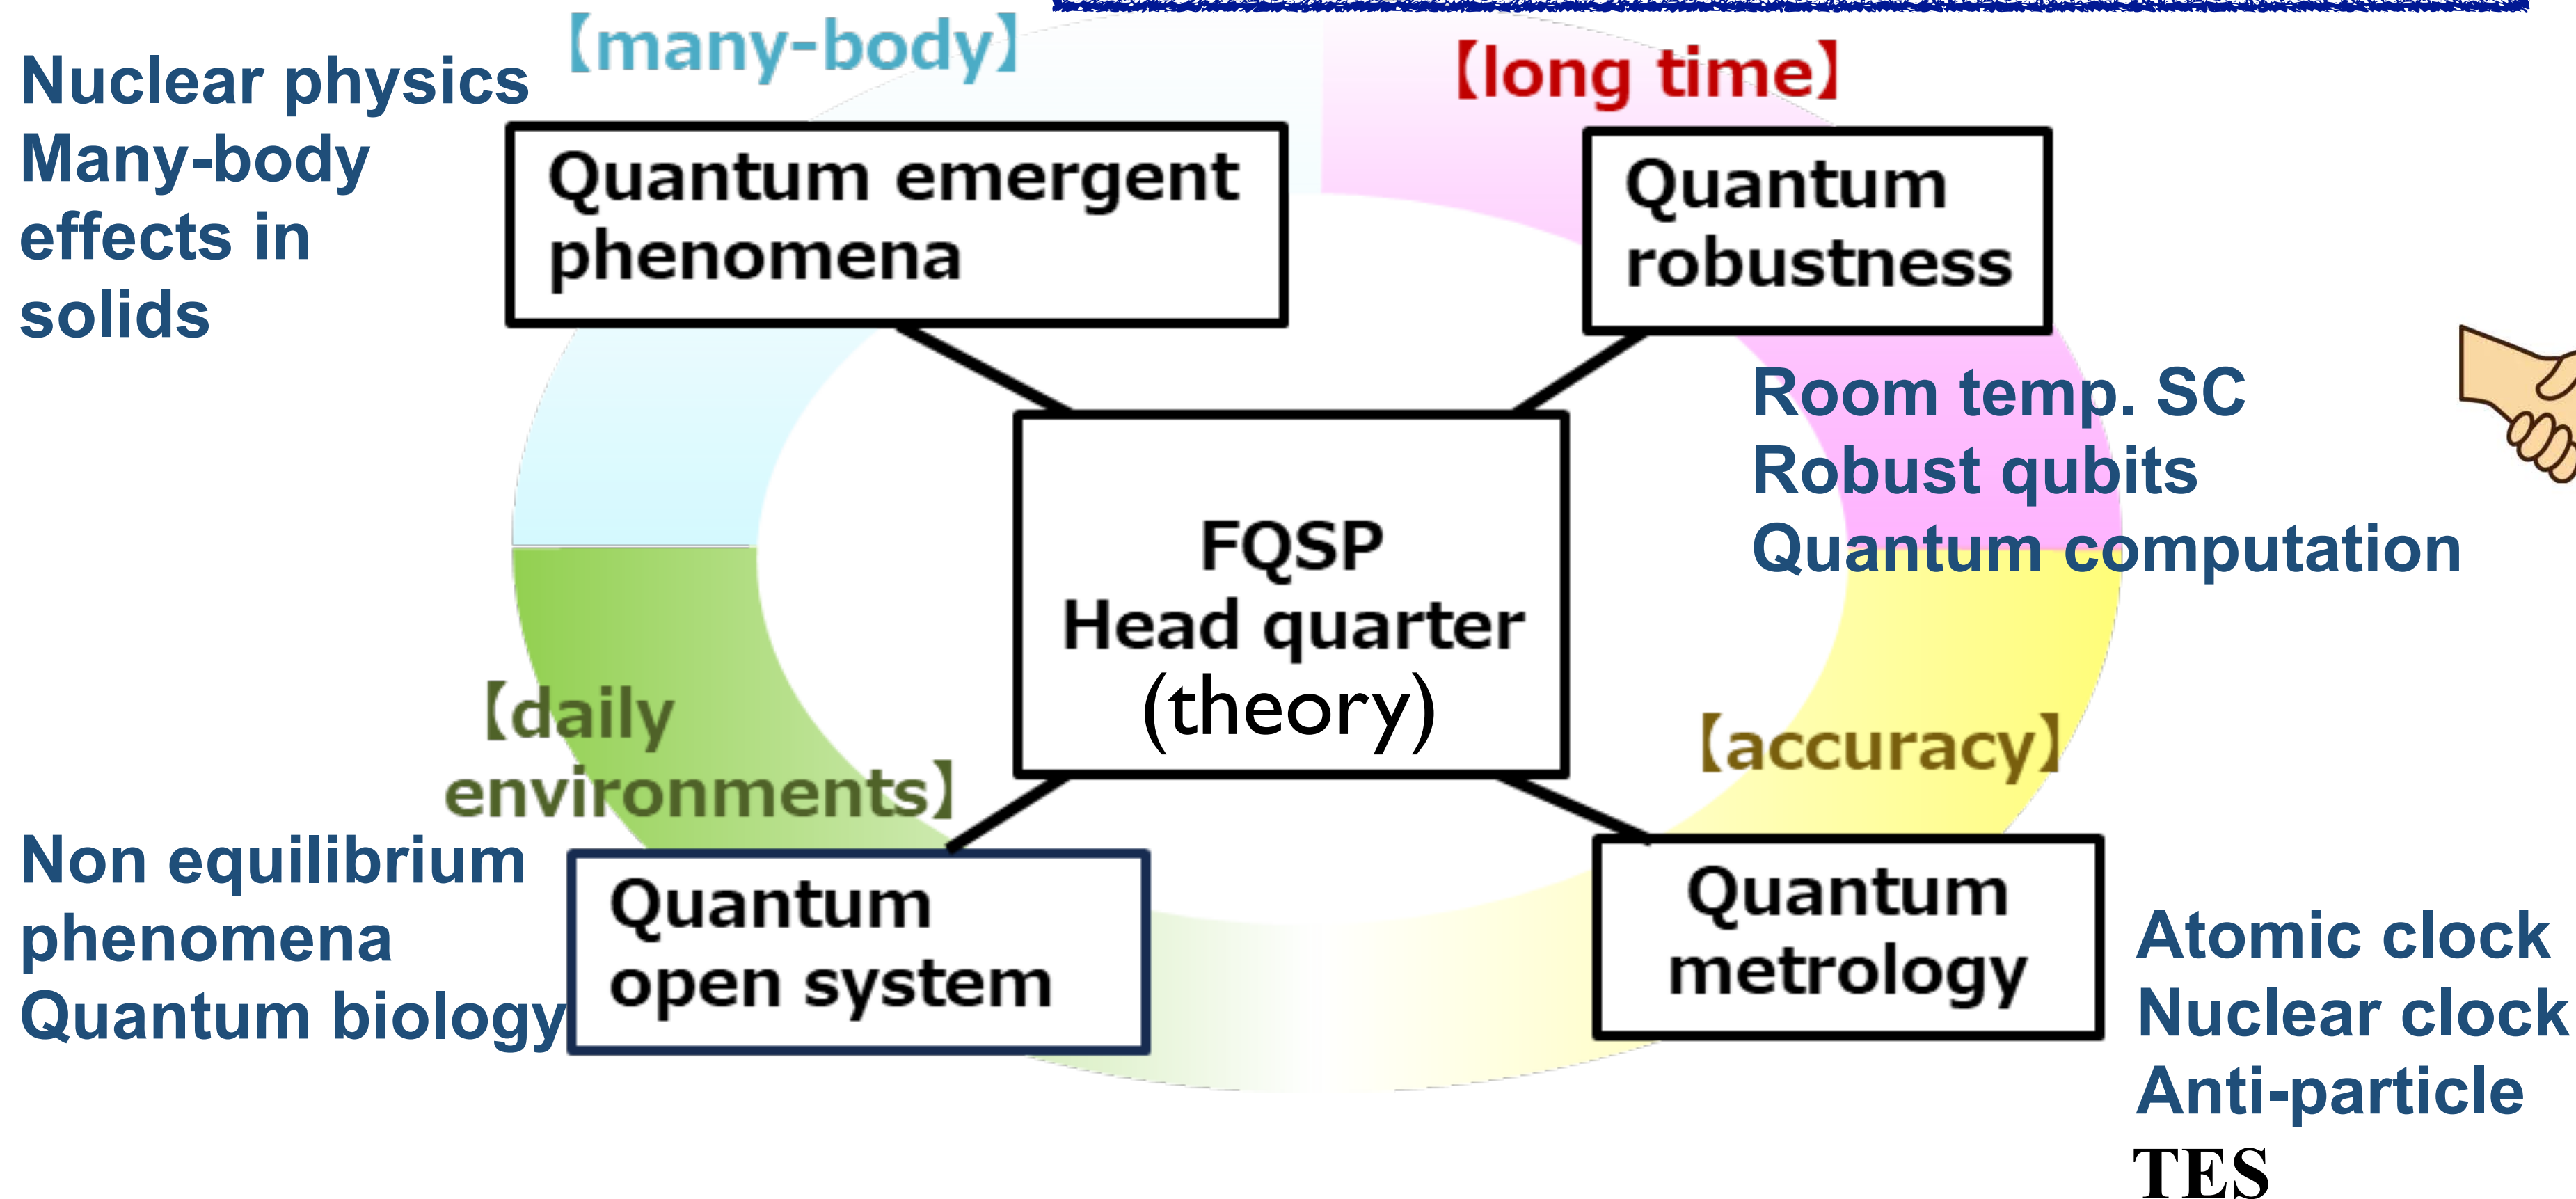 【many-body】
Nuclear physics
Many-body
effects in
solids
Quantum emergent
phenomena
【long time】
Quantum
robustness
Room temp. SC
Robust qubits
Quantum computation
FQSP
Head quarter
(theory)
【daily
environments】
Non equilibrium
phenomena
Quantum biology
Quantum
open system
【accuracy】
Quantum
metrology
Atomic clock
Nuclear clock
Anti-particle
TES